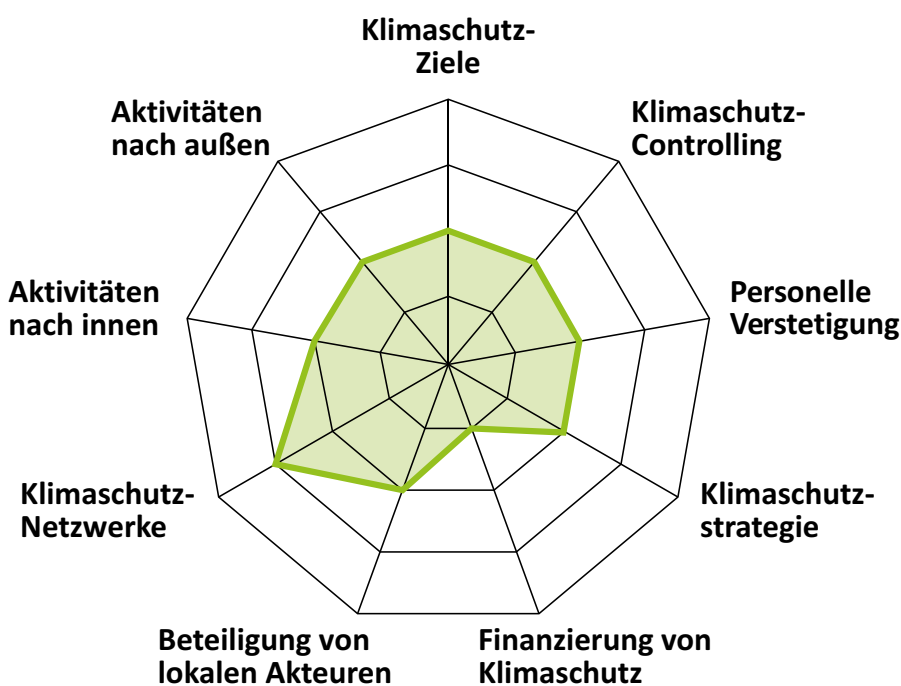 Klimaschutz-
Ziele
Klimaschutz-
Controlling
Personelle
Verstetigung
Klimaschutz-
strategie
Finanzierung von
Klimaschutz
Beteiligung von
lokalen Akteuren
Klimaschutz-
Netzwerke
Aktivitäten
nach innen
Aktivitäten
nach außen